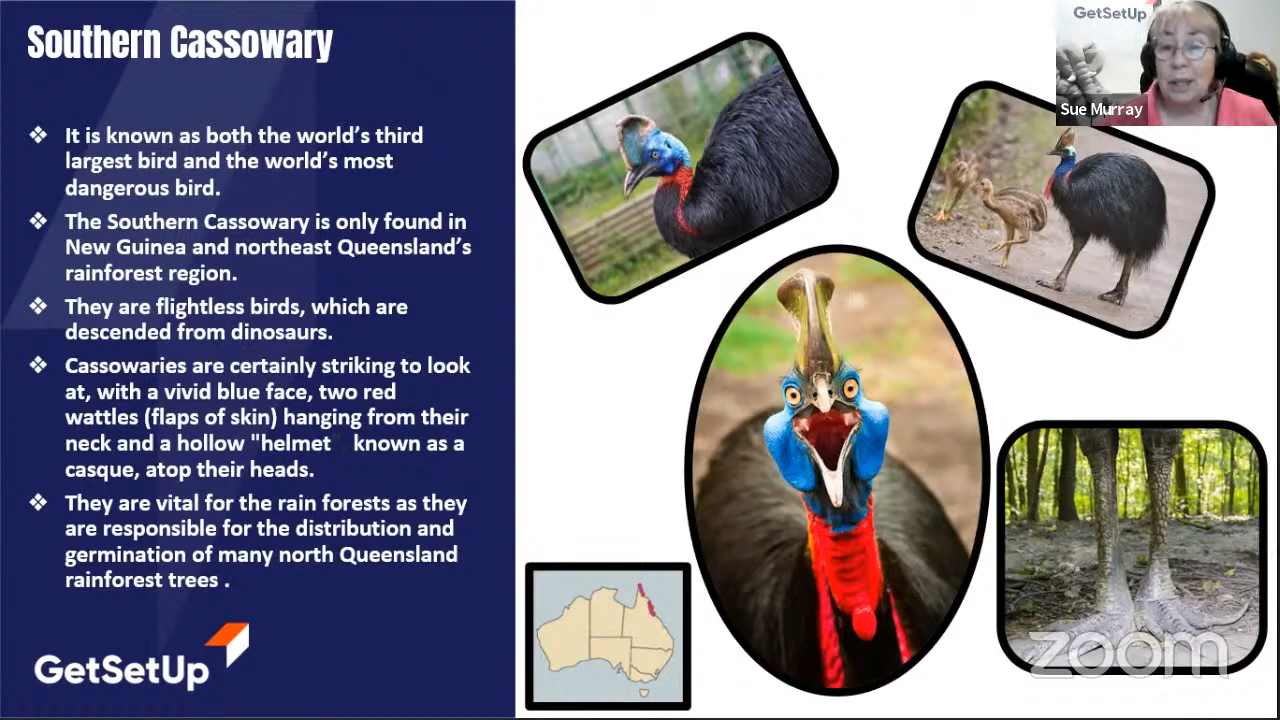 Southern Cassowary
❖ It is known as both the world's third
largest bird and the world's most
dangerous bird.
❖ The Southern Cassowary is only found in
New Guinea and northeast Queensland's
rainforest region.
❖ They are flightless birds, which are
descended from dinosaurs.
❖ Cassowaries are certainly striking to look
at, with a vivid blue face, two red
wattles (flaps of skin) hanging from their
neck and a hollow "helmet" known as a
casque, atop their heads.
❖ They are vital for the rain forests as they
are responsible for the distribution and
germination of many north Queensland
rainforest trees .
GetSetUp
GetSetUp
Sue Murray
zoom